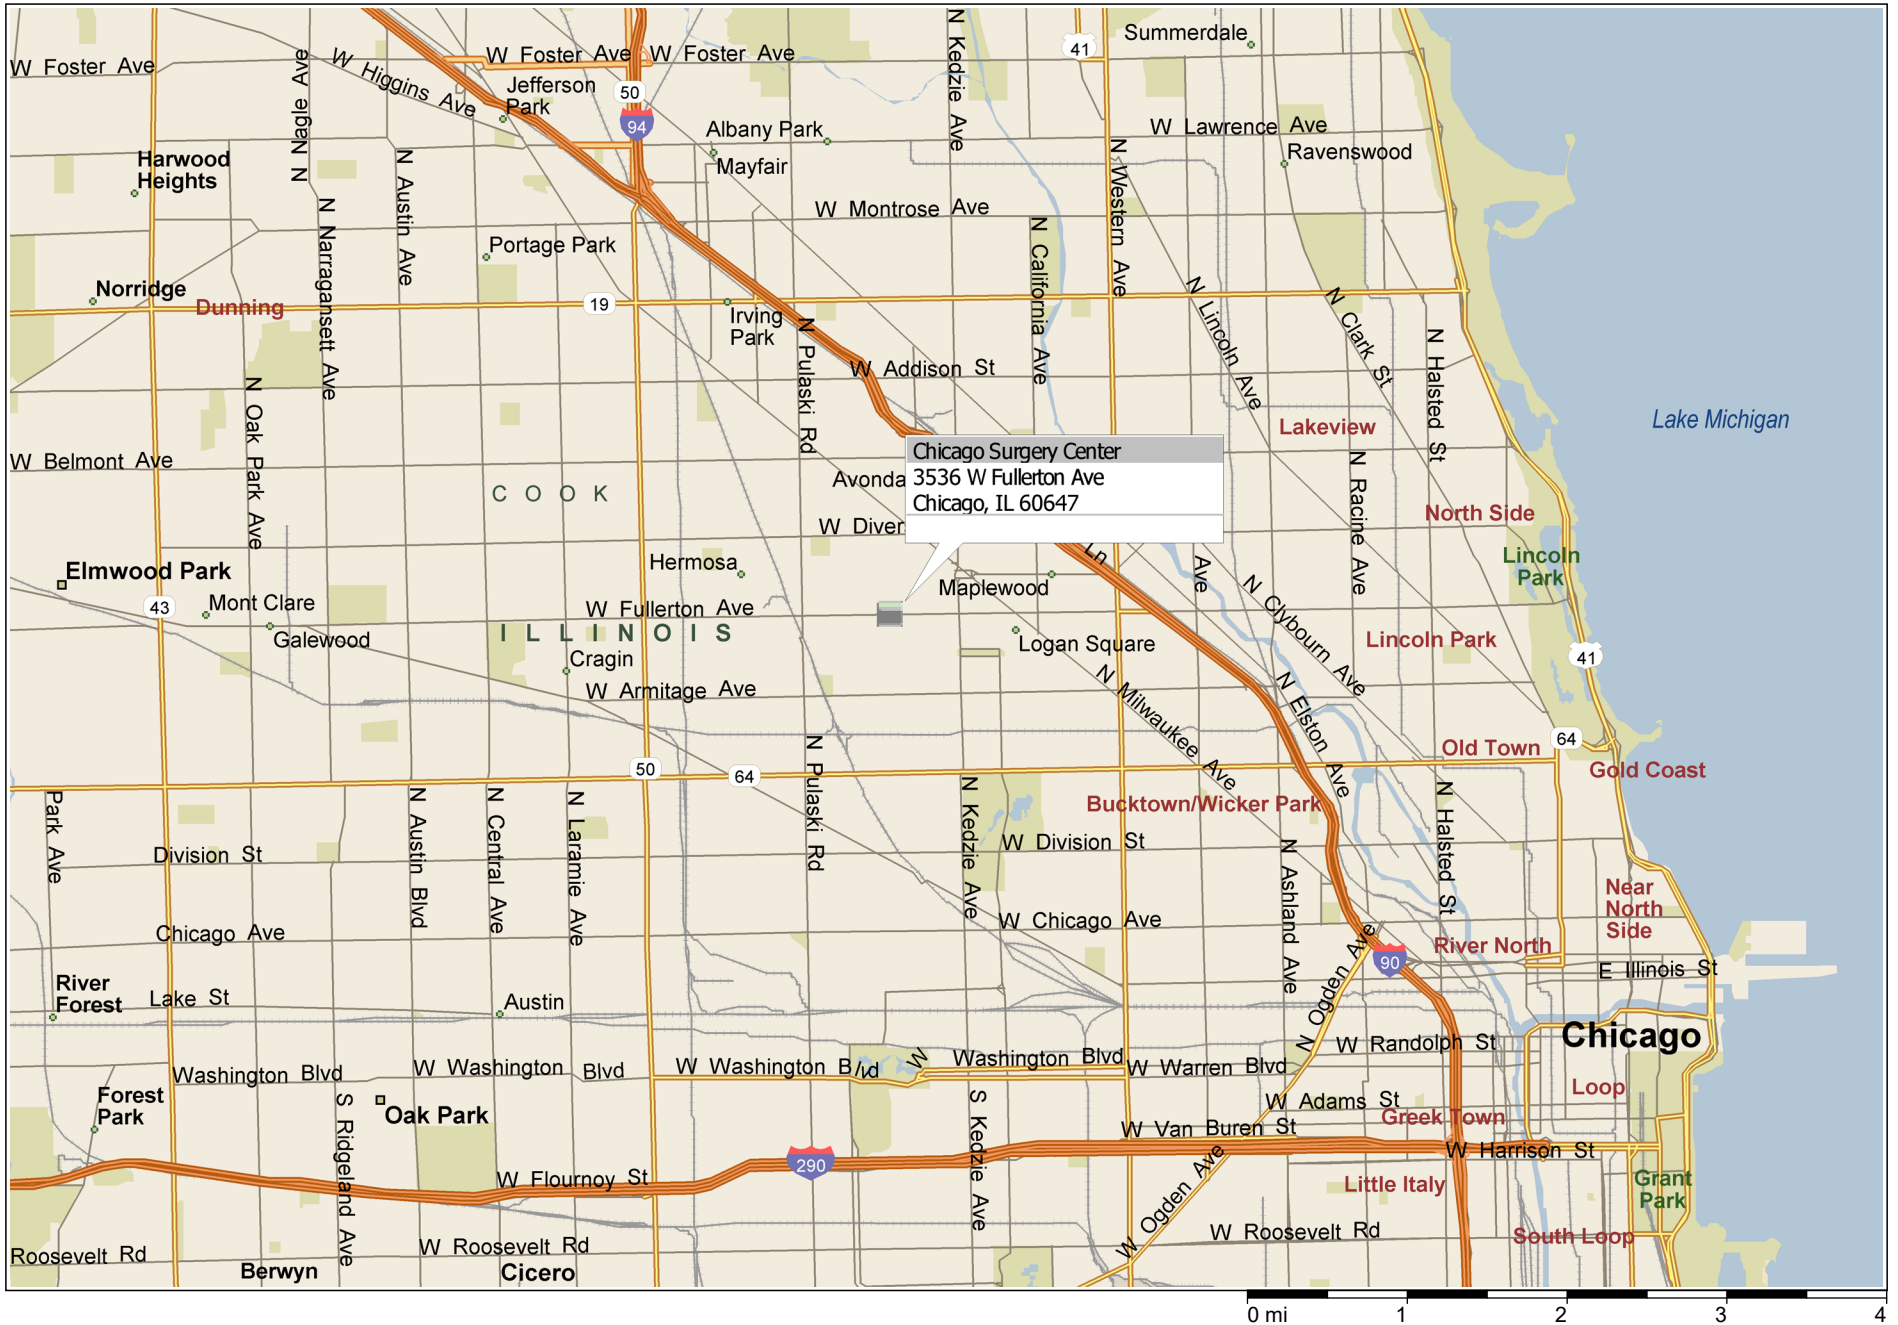 W Foster Ave
W Foster Ave
W Foster Ave
N Kedzie Ave
41
Summerdale
W Higgins Ave
N Nagle Ave
Jefferson
Park
50
94
Albany Park
Mayfair
W Lawrence Ave
Ravenswood
Harwood
Heights
N Austin Ave
N Western Ave
N Narragansett Ave
W Montrose Ave
N California Ave
Portage Park
Norridge
Dunning
19
Irving
Park
N Pulaski Rd
W Addison St
N Lincoln Ave
N Clark St
N Halsted St
N Oak Park Ave
Lake Michigan
Lakeview
W Belmont Ave
COOK
Avonda
Chicago Surgery Center
3536 W Fullerton Ave
Chicago, IL 60647
N Racine Ave
North Side
W Diver
Ln
Ave
Lincoln
Park
Elmwood Park
Hermosa
Maplewood
N Clybourn Ave
43
Mont Clare
Galewood
W Fullerton Ave
ILLINOIS
Cragin
Logan Square
Lincoln Park
41
W Armitage Ave
N Milwaukee Ave
N Elston Ave
N Pulaski Rd
Old Town
64
Gold Coast
50
64
Park Ave
N Austin Blvd
N Central Ave
N Laramie Ave
N Kedzie Ave
Bucktown/Wicker Park
N Halsted St
Division St
W Division St
N Ashland Ave
Near
North
Side
Chicago Ave
W Chicago Ave
River North
90
E Illinois St
River
Forest
Lake St
Austin
N Ogden Ave
Chicago
W Randolph St
Washington Blvd
W Washington Blvd
W Washington Blvd
W Washington Blvd
W Warren Blvd
Loop
Forest
Park
S Ridgeland Ave
Oak Park
S Kedzie Ave
W Adams St
Greek Town
W Van Buren St
W Harrison St
290
W Flournoy St
W Ogden Ave
Little Italy
Grant
Park
Roosevelt Rd
W Roosevelt Rd
W Roosevelt Rd
South Loop
Berwyn
Cicero
0 mi 1 2 3 4